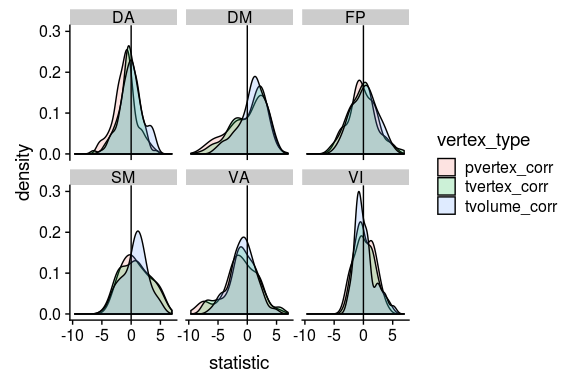 DA DM FP
0.3
0.2
0.1
0.0
density
SM VA VI
0.3
0.2
0.1
0.0
-10 -5 0 5 -10 -5 0 5 -10 -5 0 5
statistic
vertex_type
pvertex_corr
tvertex_corr
tvolume_corr